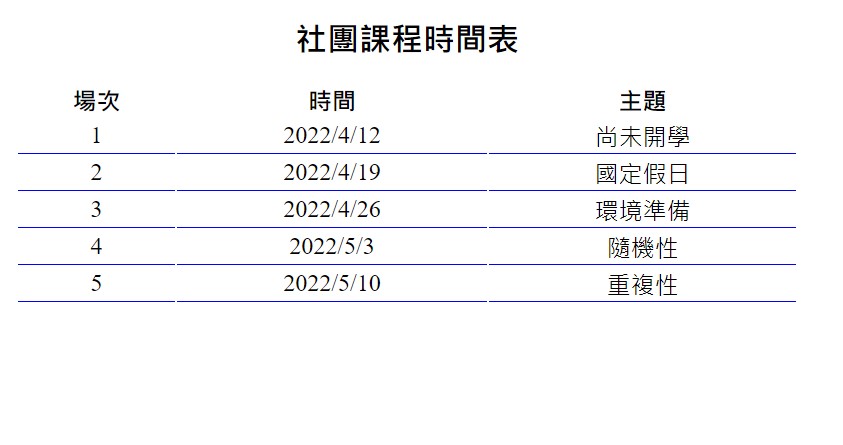 社團課程時間表
場次 時間 主題
1 2022/4/12 尚未開學
2 2022/4/19 國定假日
3 2022/4/26 環境準備
4 2022/5/3 隨機性
5 2022/5/10 重複性